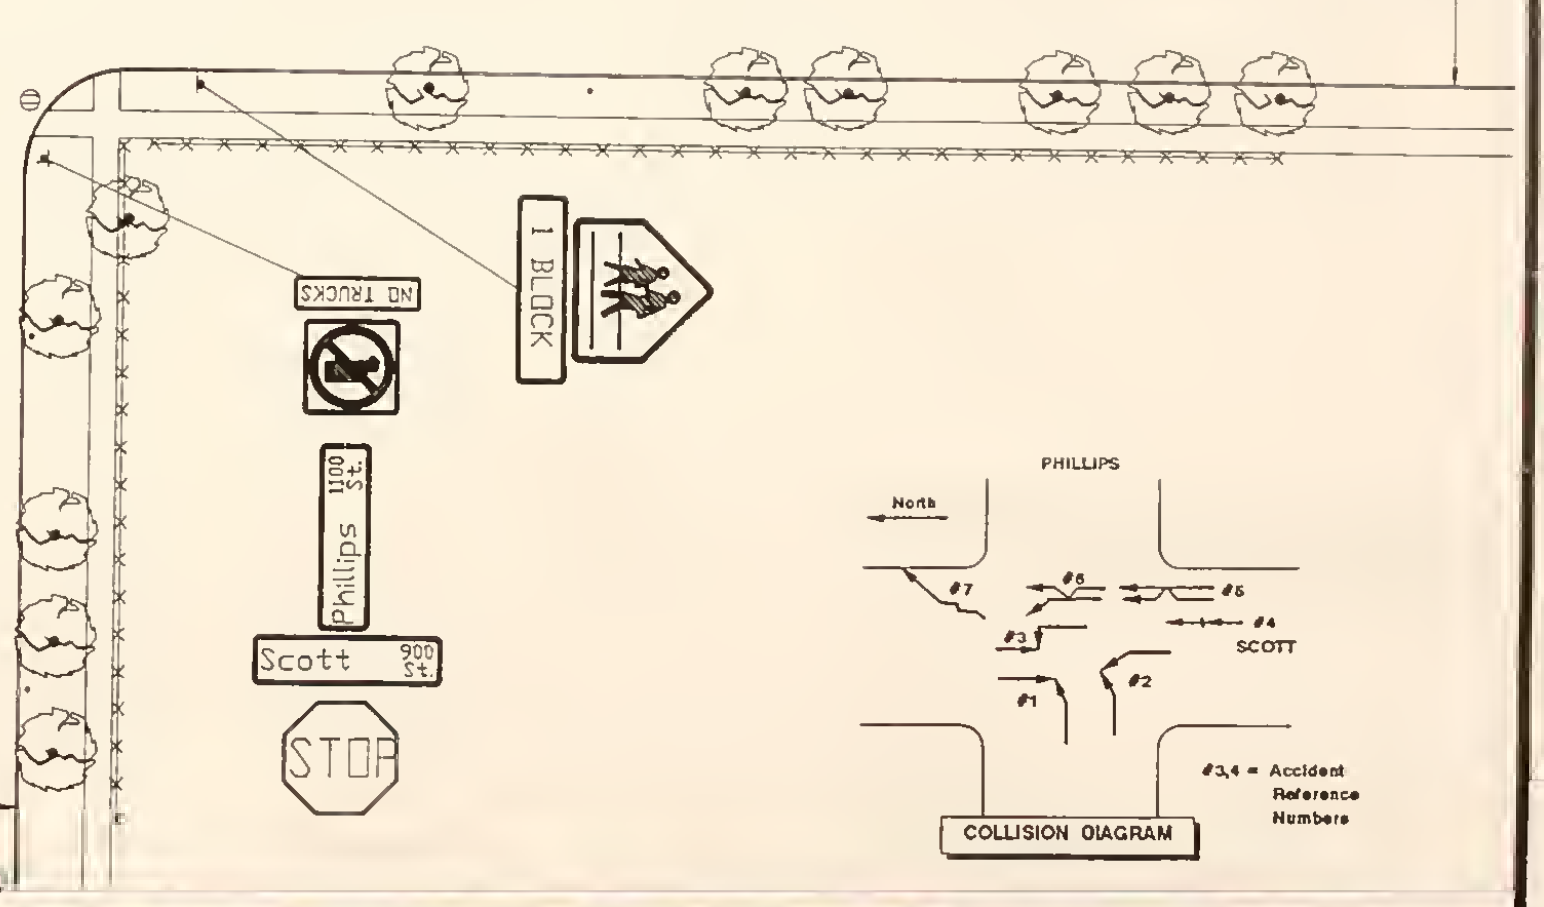 1 BLOCK
NO TRUCKS
Phillips 1100 St.
Scott 900 St.
STOP
PHILLIPS
North
#7
#6
#5
#3
#4
SCOTT
#1
#2
#3,4 = Accident
Reference
Numbers
COLLISION DIAGRAM